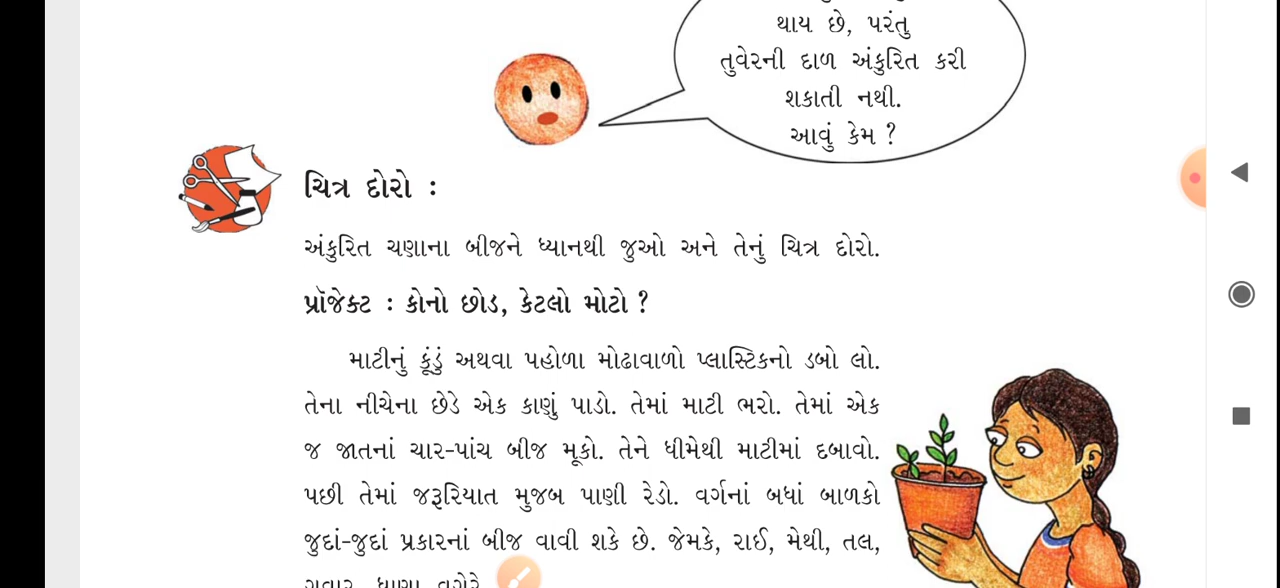 થાય છે, પરંતુ
તુવેરની દાળ અંકુરિત કરી
શકાતી નથી.
આવું કેમ ?
ચિત્ર દોરો :
અંકુરિત ચણાના બીજને ધ્યાનથી જુઓ અને તેનું ચિત્ર દોરો.
પ્રૉજેક્ટ : કોનો છોડ, કેટલો મોટો ?
માટીનું કૂંડું અથવા પહોળા મોઢાવાળો પ્લાસ્ટિકનો ડબો લો.
તેના નીચેના છેડે એક કાણું પાડો. તેમાં માટી ભરો. તેમાં એક
જ જાતનાં ચાર-પાંચ બીજ મૂકો. તેને ધીમેથી માટીમાં દબાવો.
પછી તેમાં જરૂરિયાત મુજબ પાણી રેડો. વર્ગનાં બધાં બાળકો
જુદાં-જુદાં પ્રકારનાં બીજ વાવી શકે છે. જેમકે, રાઈ, મેથી, તલ,